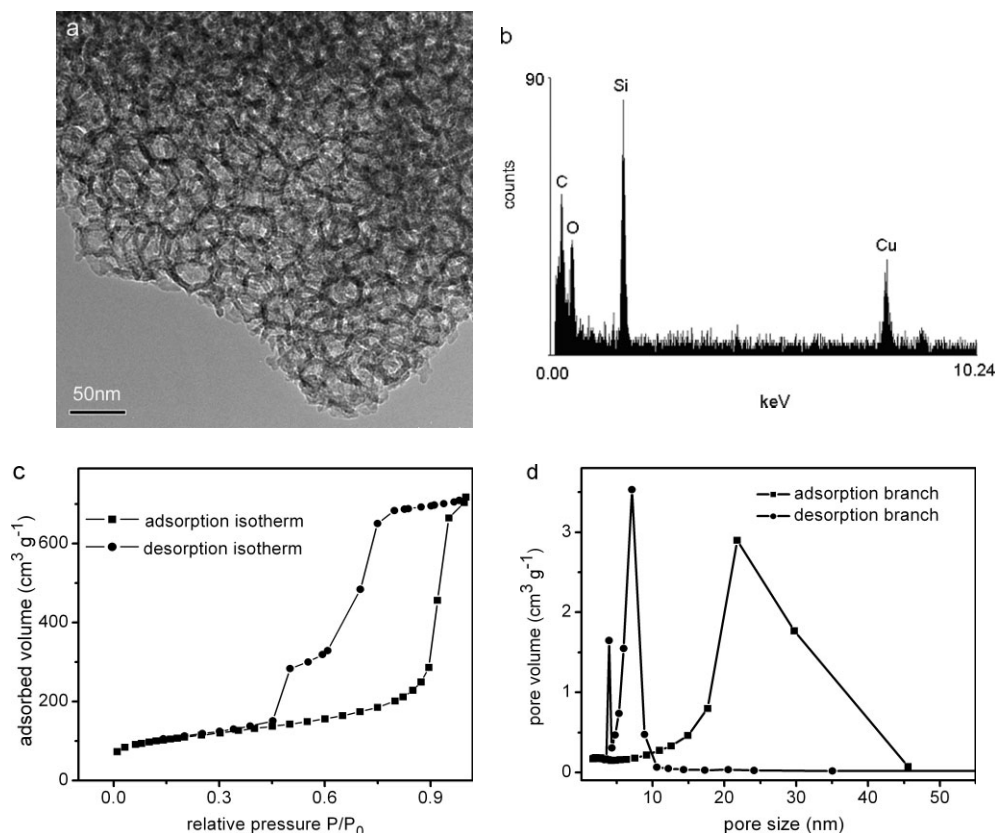 a
50nm
b
90
counts
C
O
Si
Cu
0.00
10.24
keV
c
adsorption isotherm
desorption isotherm
adsorbed volume (cm³ g⁻¹)
600
400
200
0
0.0
0.3
0.6
0.9
relative pressure P/P₀
d
adsorption branch
desorption branch
pore volume (cm³ g⁻¹)
3
2
1
0
10
20
30
40
50
pore size (nm)